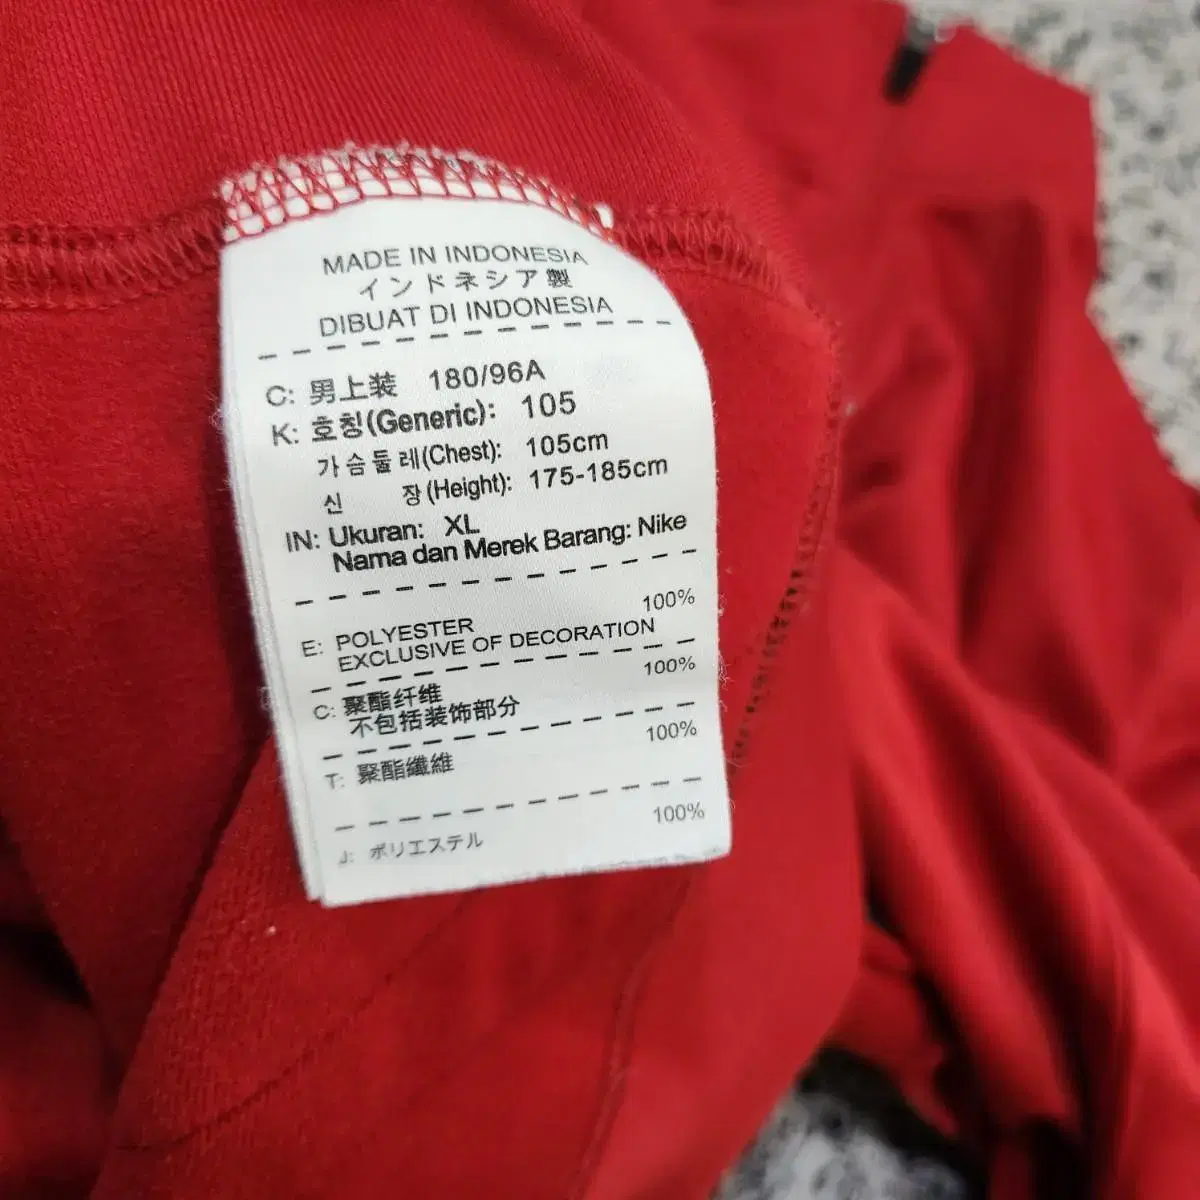 MADE IN INDONESIA
インドネシア製
DIBUAT DI INDONESIA
C: 男上装 180/96A
K: 호칭(Generic): 105
가슴둘레(Chest): 105cm
신 장(Height): 175-185cm
IN: Ukuran: XL
Nama dan Merek Barang: Nike
100%
E: POLYESTER
EXCLUSIVE OF DECORATION
100%
C: 聚酯纤维
不包括装饰部分
100%
T: 聚酯纖維
100%
J: ポリエステル